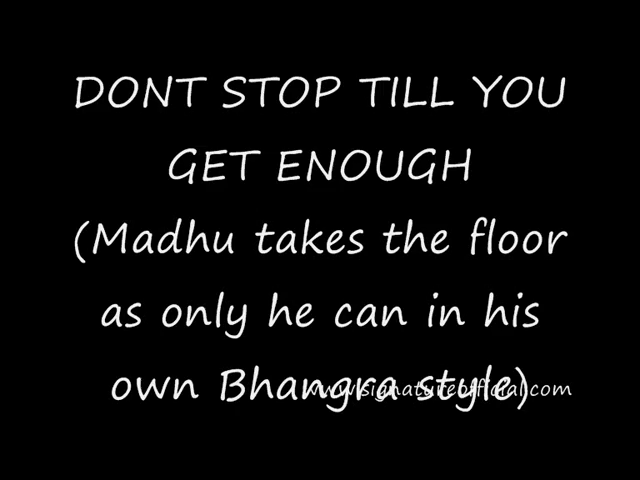 DONT STOP TILL YOU
GET ENOUGH
(Madhu takes the floor
as only he can in his
own Bhangra style)
www.signatureofficial.com